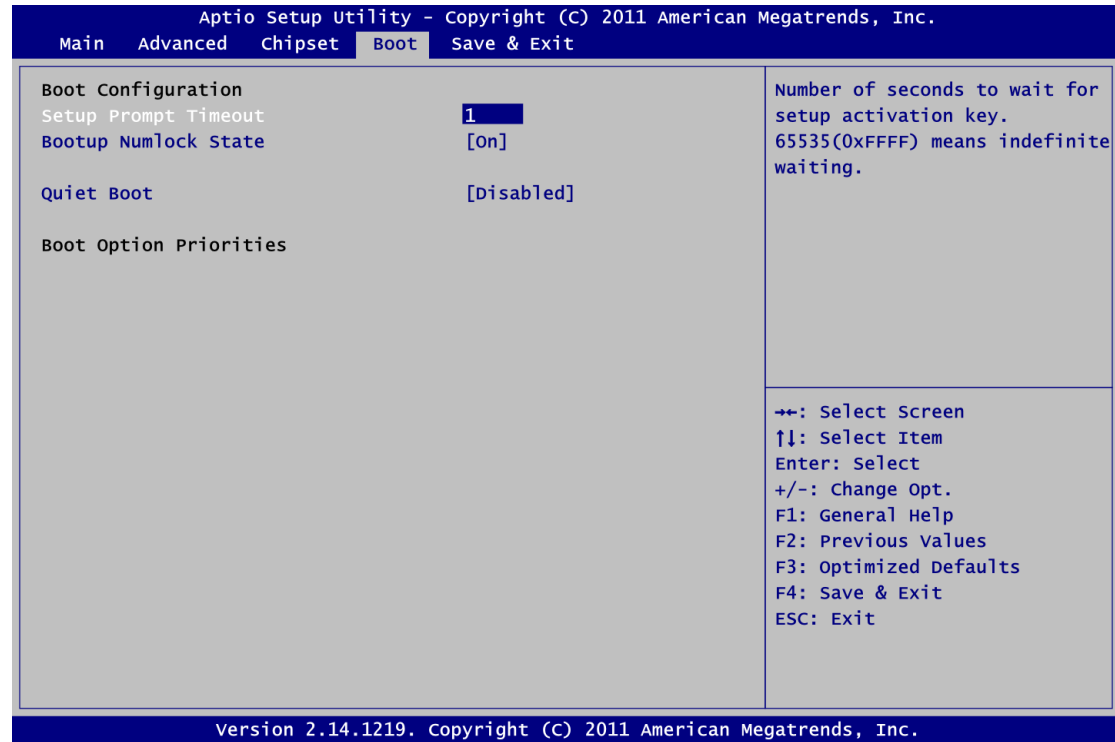 Aptio Setup Utility - Copyright (C) 2011 American Megatrends, Inc.
Main Advanced Chipset Boot Save & Exit
Boot Configuration
Setup Prompt Timeout 1
Bootup Numlock State [On]
Quiet Boot [Disabled]
Boot Option Priorities
Number of seconds to wait for
setup activation key.
65535(0xFFFF) means indefinite
waiting.
→←: Select Screen
↑↓: Select Item
Enter: Select
+/-: Change Opt.
F1: General Help
F2: Previous Values
F3: Optimized Defaults
F4: Save & Exit
ESC: Exit
Version 2.14.1219. Copyright (C) 2011 American Megatrends, Inc.